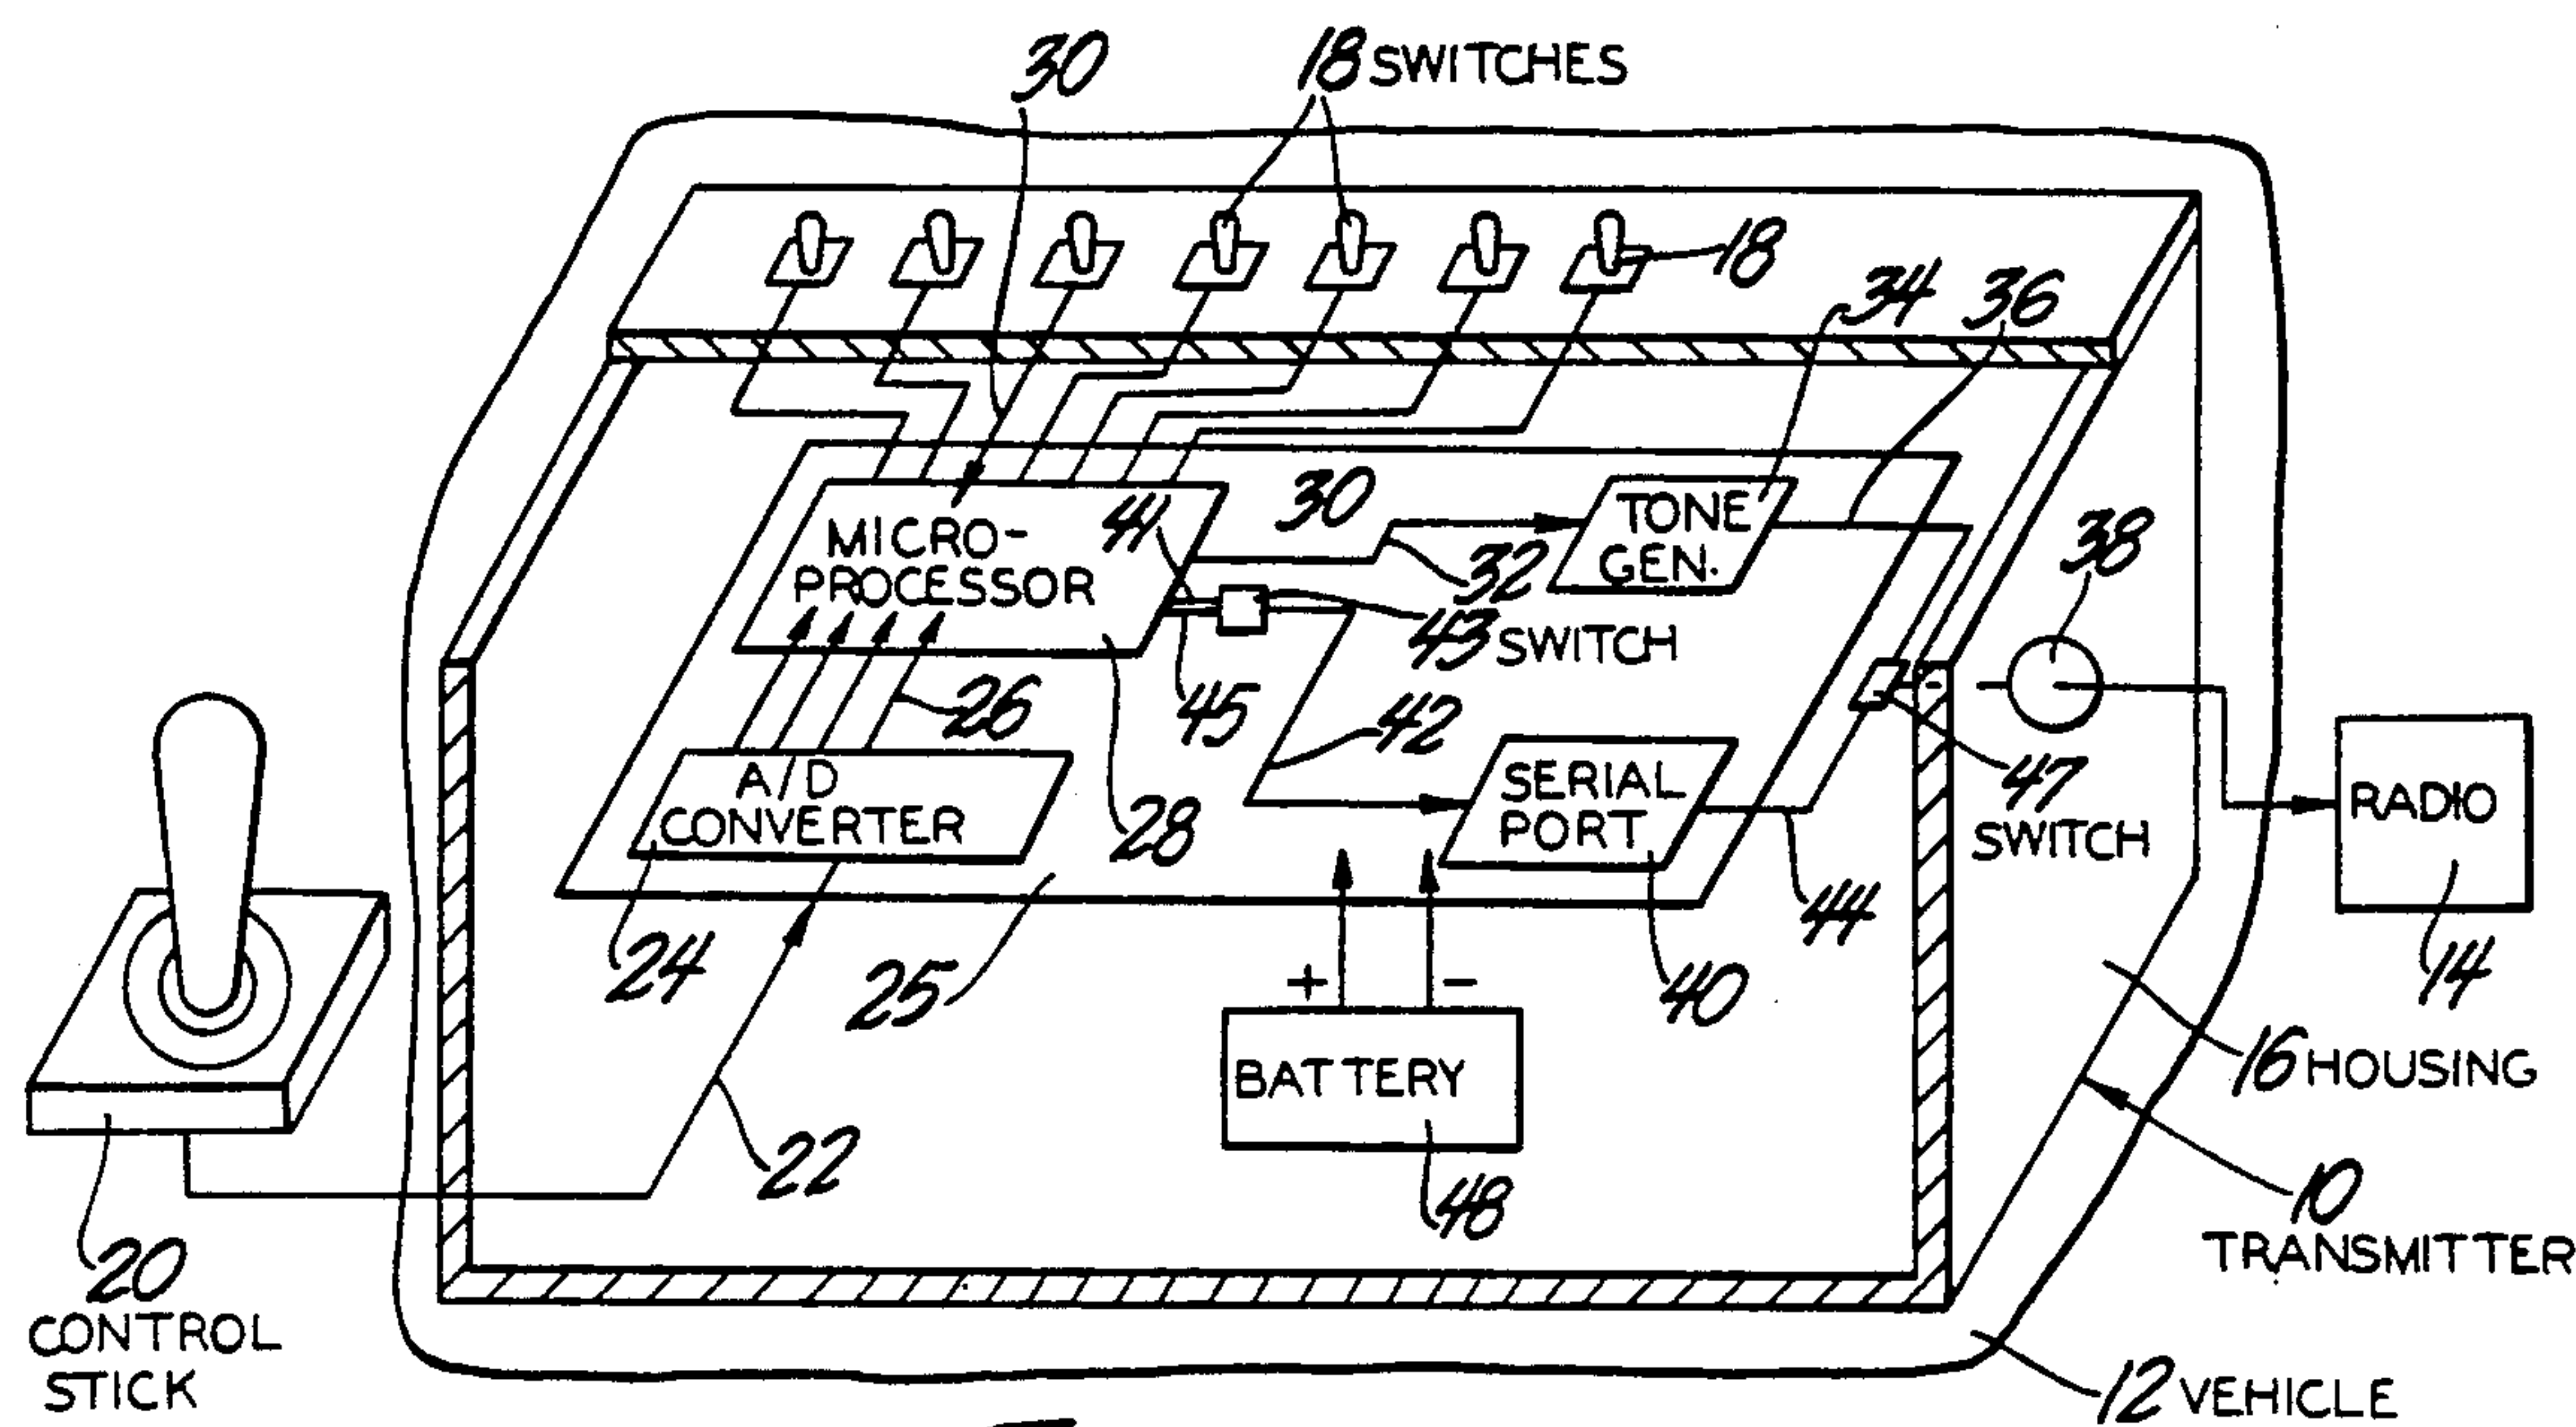 30
18 SWITCHES
18
34
36
30
41
TONE
GEN.
38
MICRO-
PROCESSOR
32
43 SWITCH
26
45
42
A/D
CONVERTER
SERIAL
PORT
47
SWITCH
RADIO
28
44
24
25
40
14
+ -
BATTERY
16 HOUSING
22
48
10
TRANSMITTER
20
CONTROL
STICK
12 VEHICLE